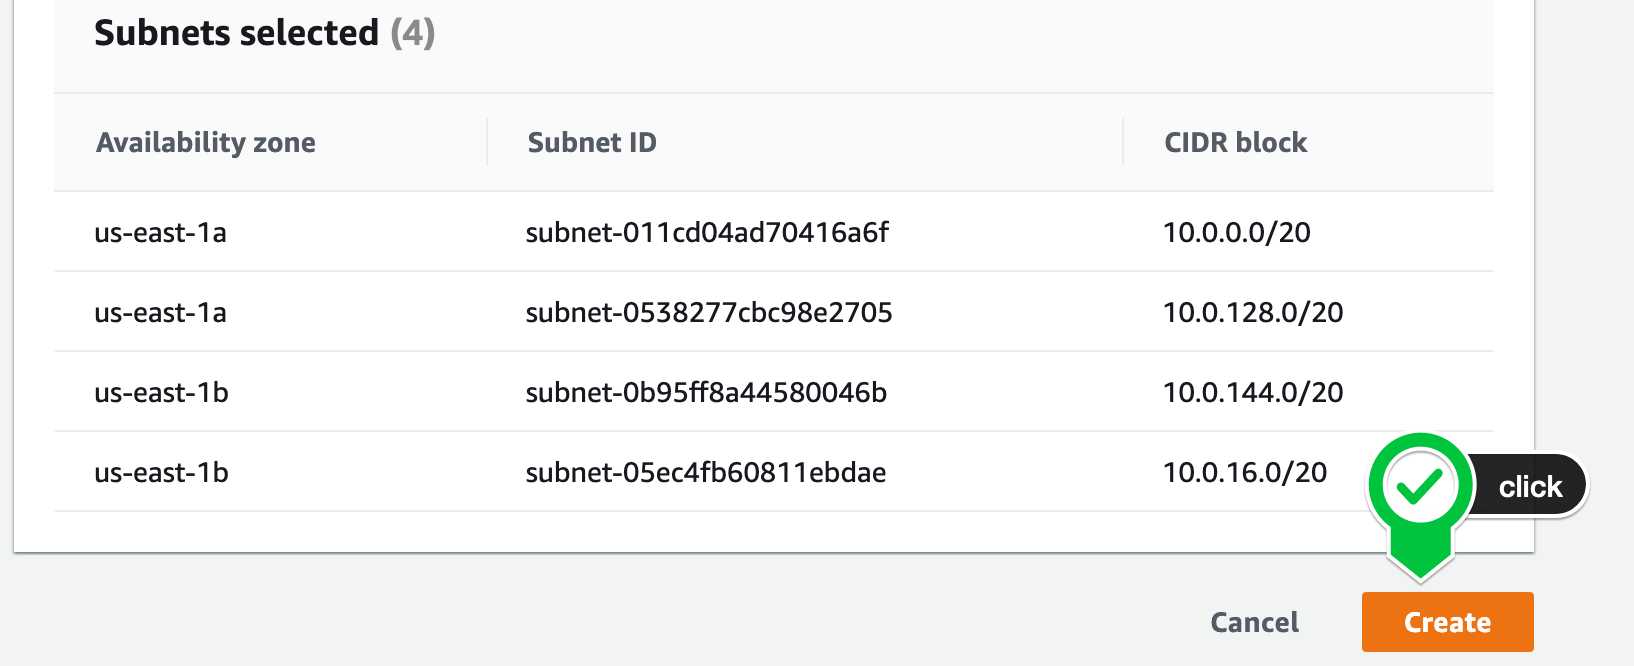 Subnets selected (4)
Availability zone Subnet ID CIDR block
us-east-1a subnet-011cd04ad70416a6f 10.0.0.0/20
us-east-1a subnet-0538277cbc98e2705 10.0.128.0/20
us-east-1b subnet-0b95ff8a44580046b 10.0.144.0/20
us-east-1b subnet-05ec4fb60811ebdae 10.0.16.0/20
click
Cancel Create